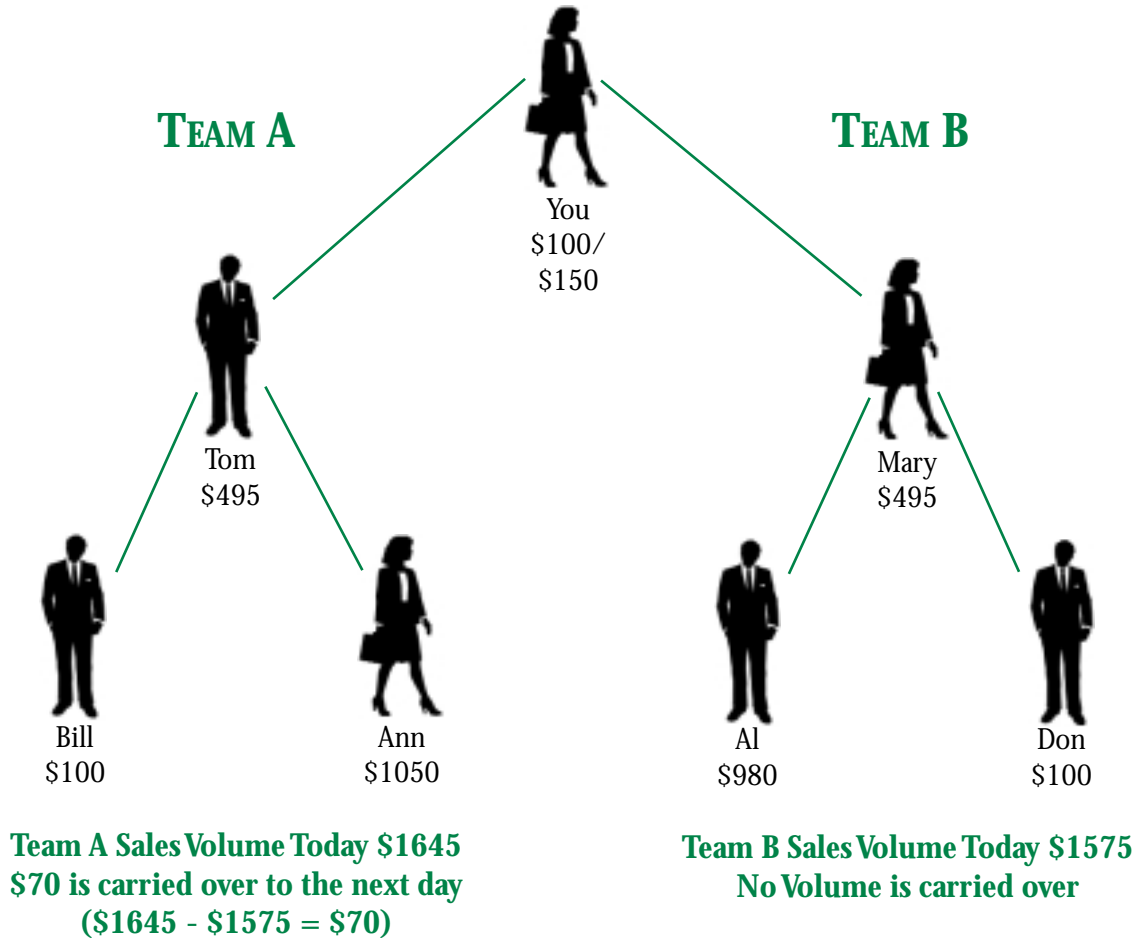 TEAM A
TEAM B
You
$100/
$150
Tom
$495
Mary
$495
Bill
$100
Ann
$1050
Al
$980
Don
$100
Team A Sales Volume Today $1645
$70 is carried over to the next day
($1645 - $1575 = $70)
Team B Sales Volume Today $1575
No Volume is carried over